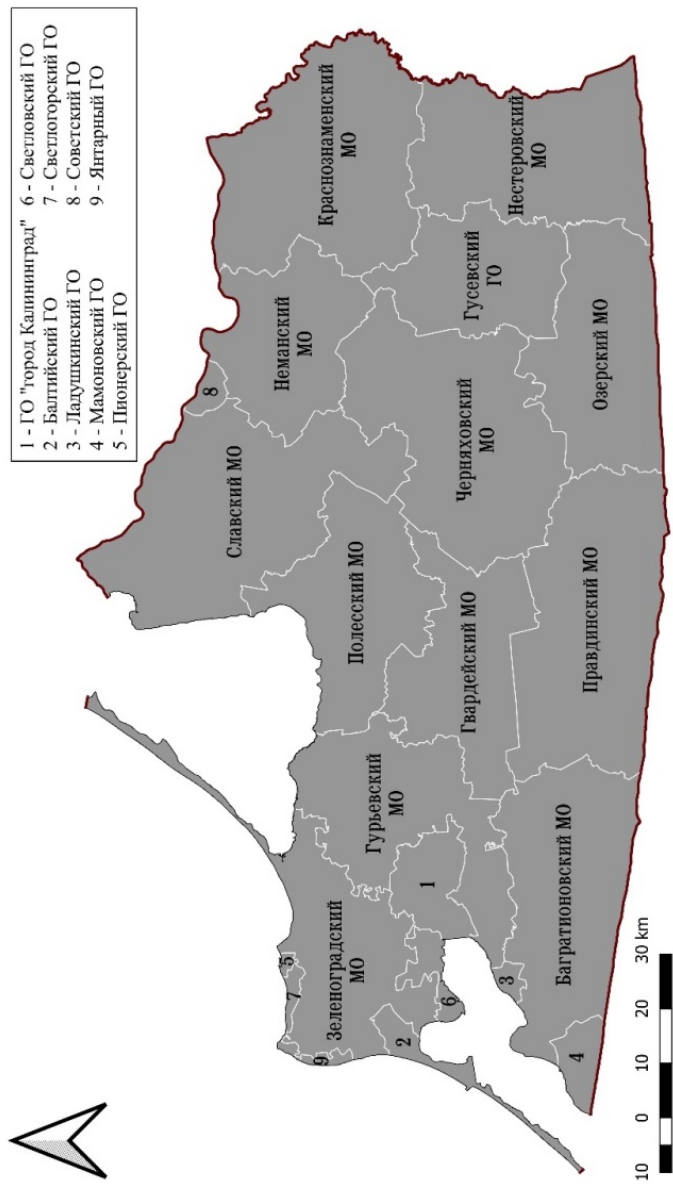 1 - ГО "город Калининград"
2 - Балтийский ГО
3 - Ладушкинский ГО
4 - Мамоновский ГО
5 - Пионерский ГО
6 - Светловский ГО
7 - Светлогорский ГО
8 - Советский ГО
9 - Янтарный ГО
Славский МО
8
Неманский
МО
Краснознаменский
МО
Полесский МО
5
7
9
Зеленоградский
МО
Гурьевский
МО
Черняховский
МО
Гусевский
ГО
Нестеровский
МО
2
1
6
Гвардейский МО
3
Багратионовский МО
4
Правдинский МО
Озерский МО
10 0 10 20 30 km